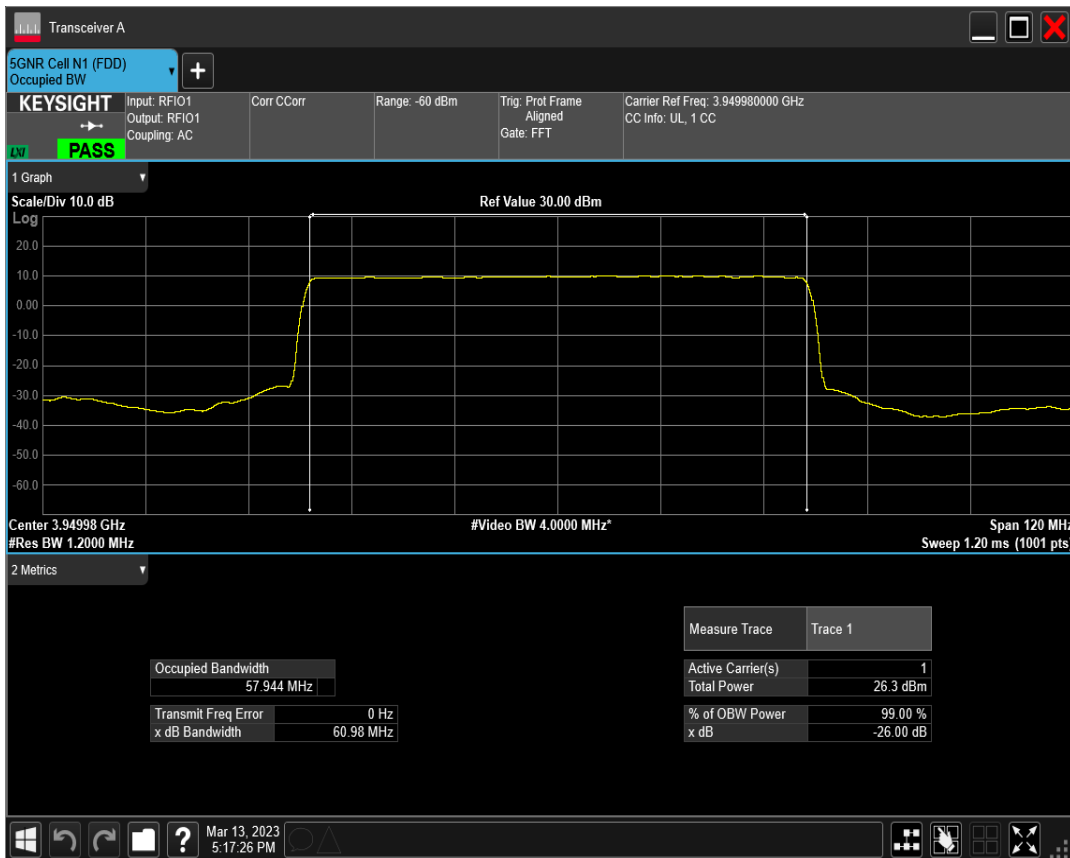 Transceiver A
5GNR Cell N1 (FDD)
Occupied BW
+
KEYSIGHT
LXI
PASS
Input: RFIO1
Output: RFIO1
Coupling: AC
Corr CCorr
Range: -60 dBm
Trig: Prot Frame
Aligned
Gate: FFT
Carrier Ref Freq: 3.949980000 GHz
CC Info: UL, 1 CC
1 Graph
Scale/Div 10.0 dB
Ref Value 30.00 dBm
Log
20.0
10.0
0.00
-10.0
-20.0
-30.0
-40.0
-50.0
-60.0
Center 3.94998 GHz
#Video BW 4.0000 MHz*
Span 120 MHz
#Res BW 1.2000 MHz
Sweep 1.20 ms (1001 pts)
2 Metrics
Measure Trace Trace 1
Occupied Bandwidth
57.944 MHz
Active Carrier(s) 1
Total Power 26.3 dBm
Transmit Freq Error 0 Hz
x dB Bandwidth 60.98 MHz
% of OBW Power 99.00 %
x dB -26.00 dB
?
Mar 13, 2023
5:17:26 PM